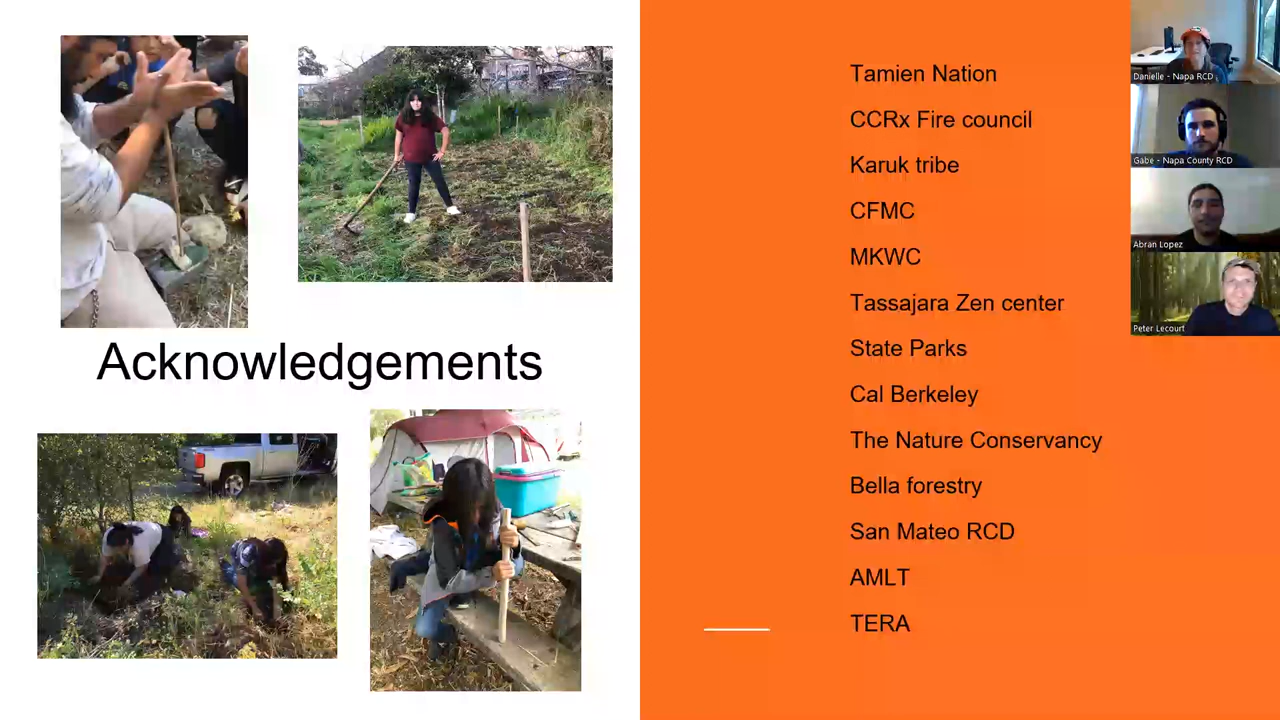 Acknowledgements
Tamien Nation
CCRx Fire council
Karuk tribe
CFMC
MKWC
Tassajara Zen center
State Parks
Cal Berkeley
The Nature Conservancy
Bella forestry
San Mateo RCD
AMLT
TERA
Danielle - Napa RCD
Gabe - Napa County RCD
Abran Lopez
Peter Lecourt